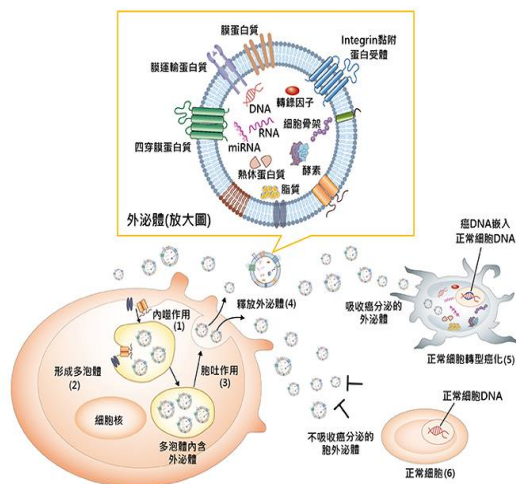 膜蛋白質
Integrin黏附
蛋白受體
膜運輸蛋白質
DNA
轉錄因子
RNA
細胞骨架
四穿膜蛋白質
miRNA
熱休蛋白質
酵素
脂質
外泌體(放大圖)
癌DNA嵌入
正常細胞DNA
內噬作用
(1)
釋放外泌體(4)
吸收癌分泌的
外泌體
形成多泡體
(2)
胞吐作用
(3)
正常細胞轉型癌化(5)
正常細胞DNA
細胞核
多泡體內含
外泌體
不吸收癌分泌的
胞外泌體
正常細胞(6)